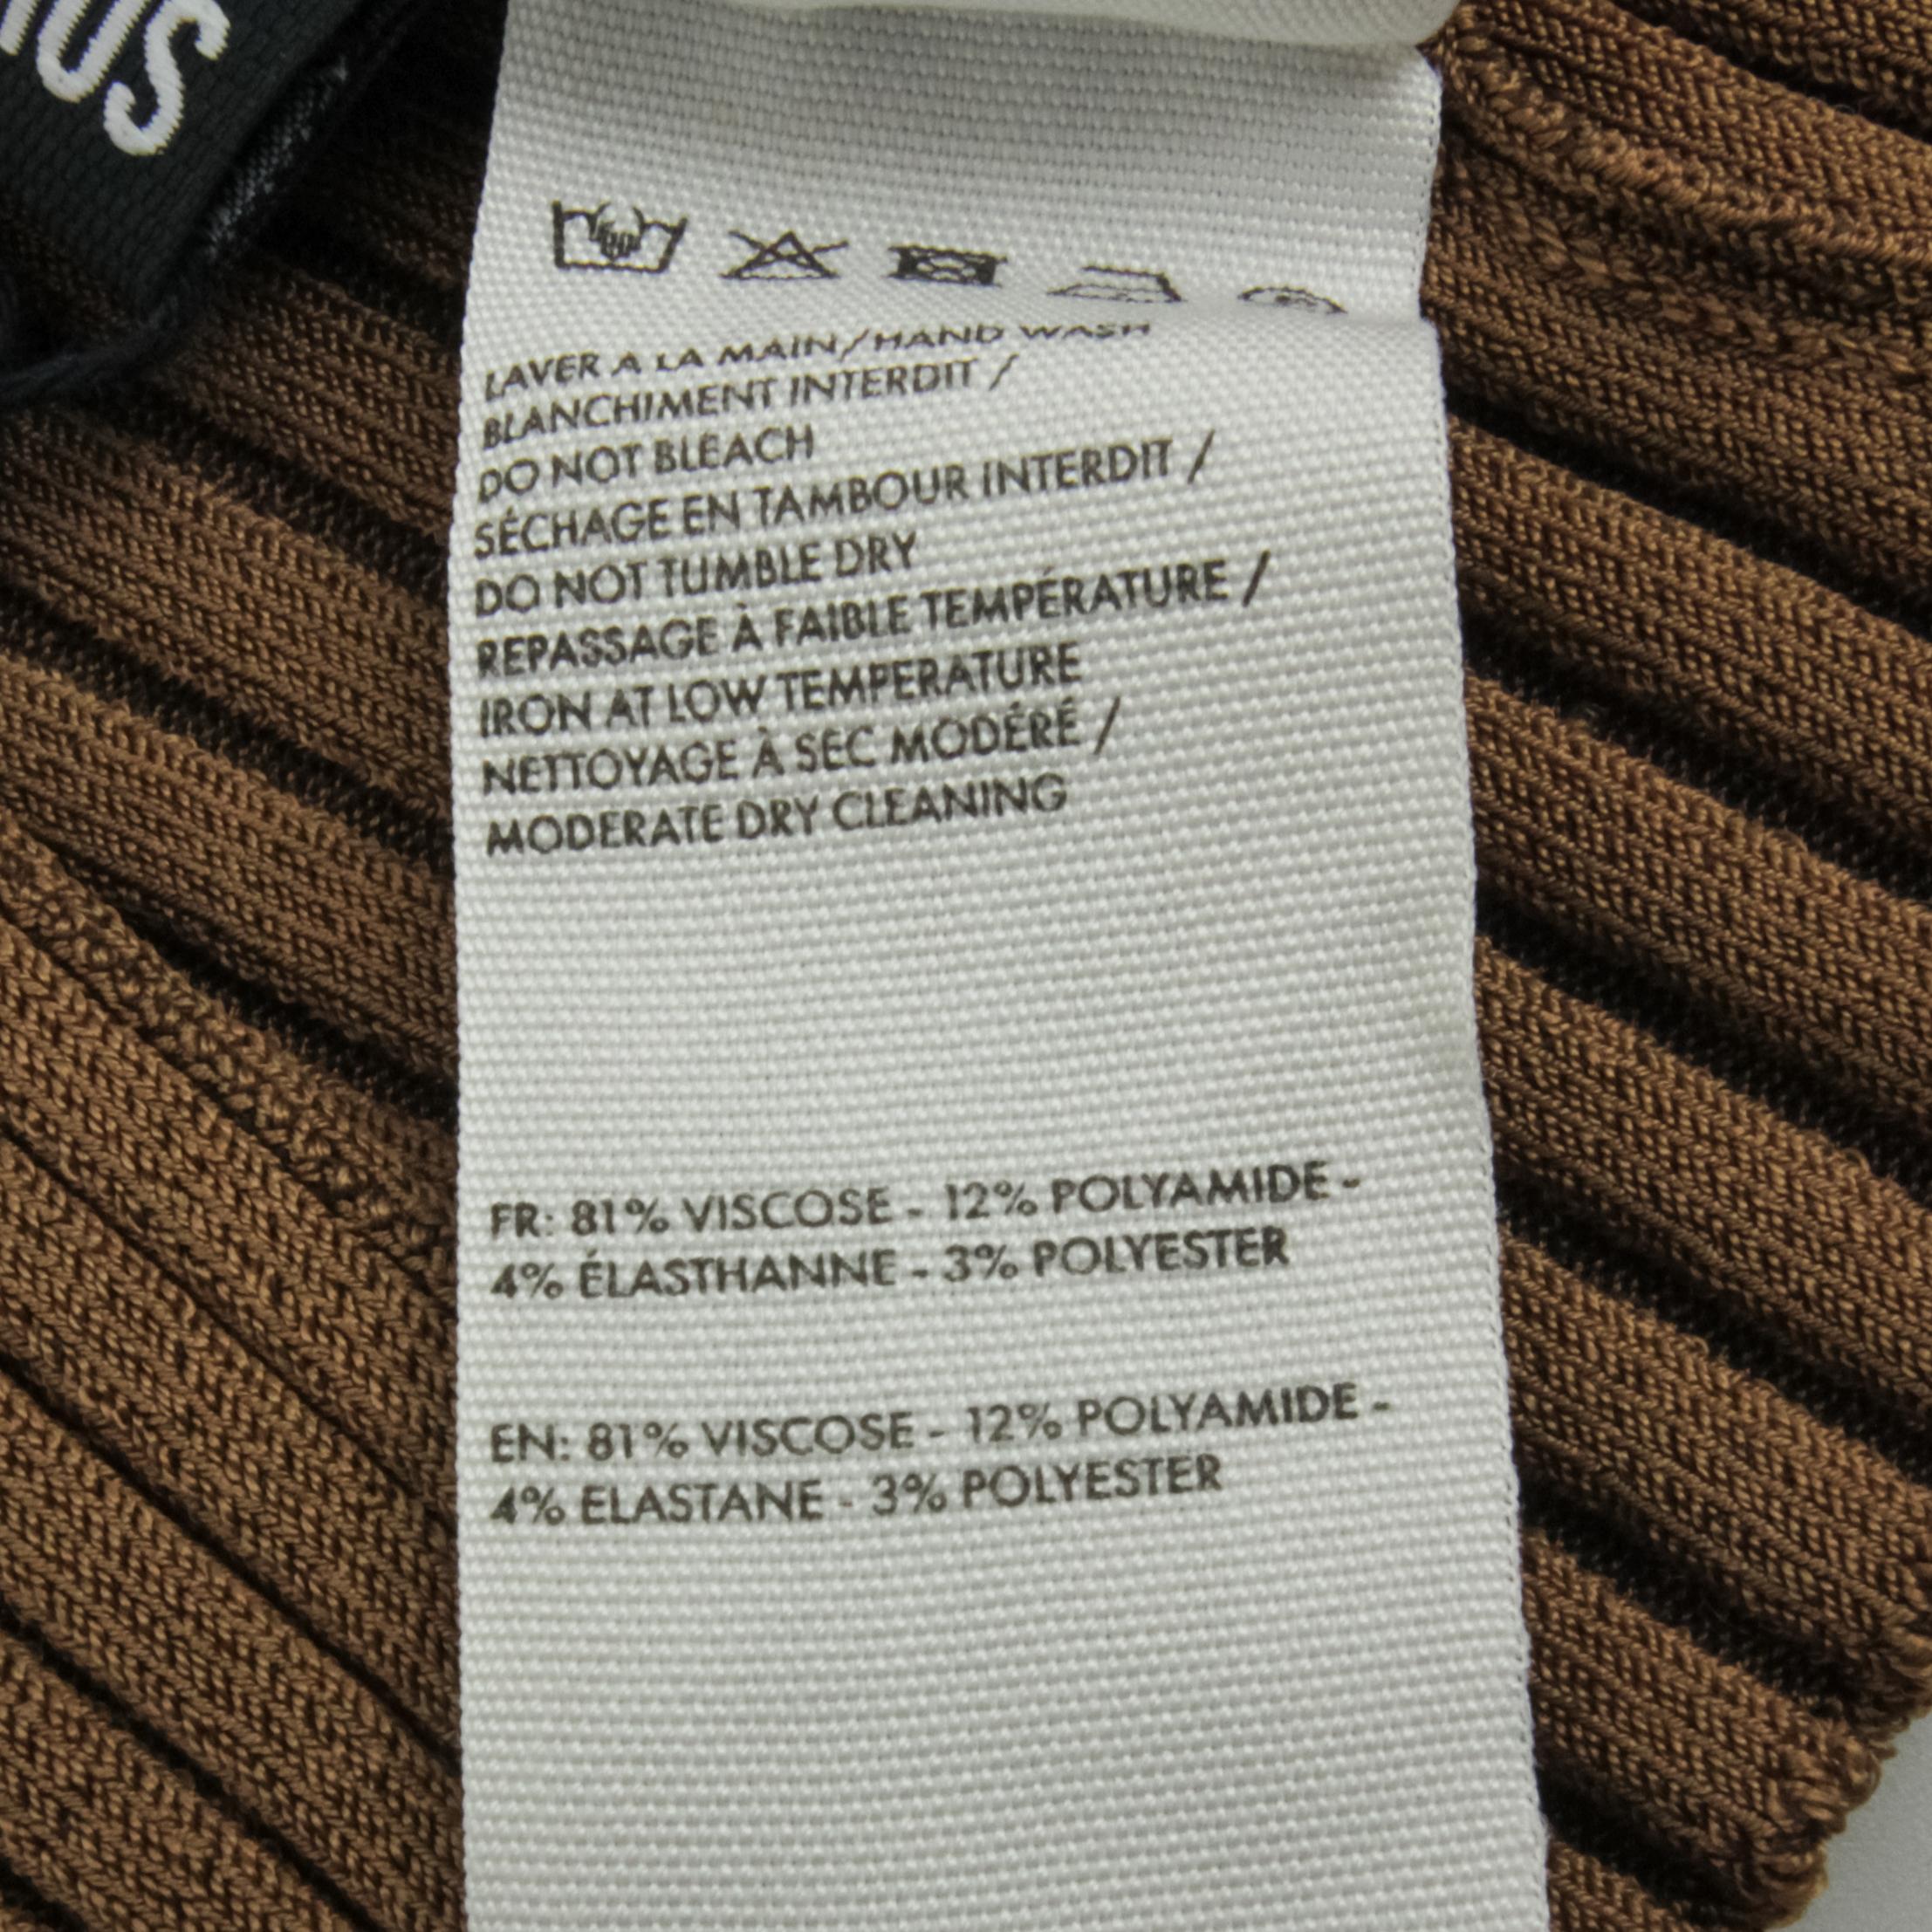 LAVER A LA MAIN/HAND WASH
BLANCHIMENT INTERDIT /
DO NOT BLEACH
SÉCHAGE EN TAMBOUR INTERDIT /
DO NOT TUMBLE DRY
REPASSAGE À FAIBLE TEMPÉRATURE /
IRON AT LOW TEMPERATURE
NETTOYAGE À SEC MODÉRÉ /
MODERATE DRY CLEANING
FR: 81% VISCOSE - 12% POLYAMIDE -
4% ÉLASTHANNE - 3% POLYESTER
EN: 81% VISCOSE - 12% POLYAMIDE -
4% ELASTANE - 3% POLYESTER